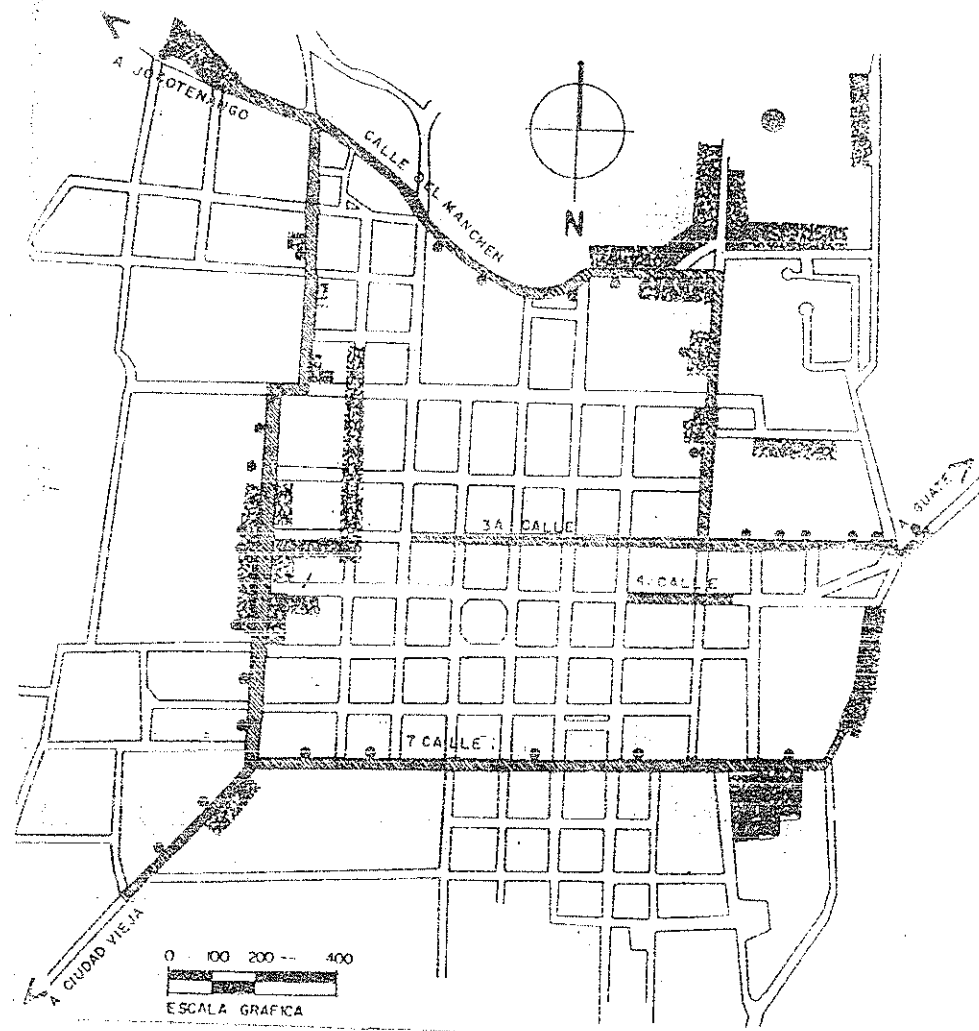 A JOCOTENANGO
CALLE DEL MANCHEN
N
A GUATE
3A. CALLE
4. CALLE
7 CALLE
A CIUDAD VIEJA
0 100 200 400
ESCALA GRAFICA